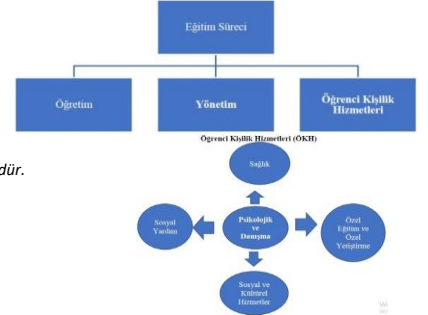 Eğitim Süreci
Öğretim
Yönetim
Öğrenci Kişilik
Hizmetleri
Öğrenci Kişilik Hizmetleri (ÖKH)
Sağlık
dür.
Sosyal
Yardım
Psikolojik
ve
Danışma
Özel
Eğitim ve
Özel
Yetiştirme
Sosyal ve
Kültürel
Hizmetler